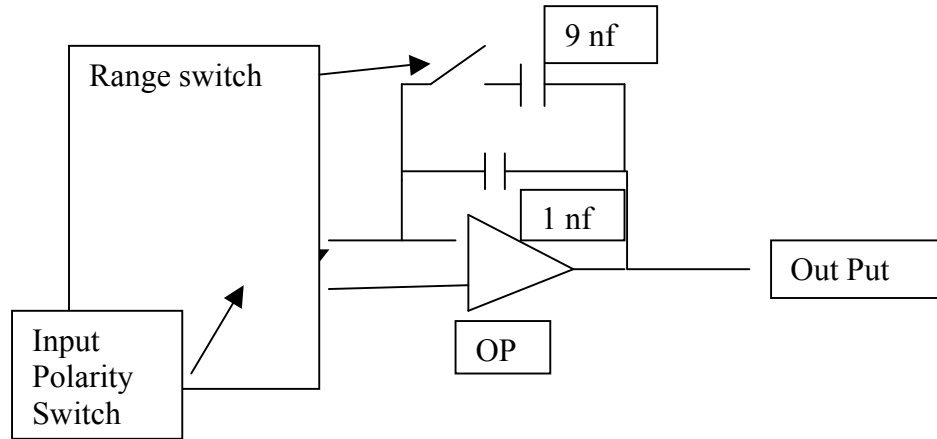 9 nf
Range switch
1 nf
Out Put
Input
Polarity
Switch
OP